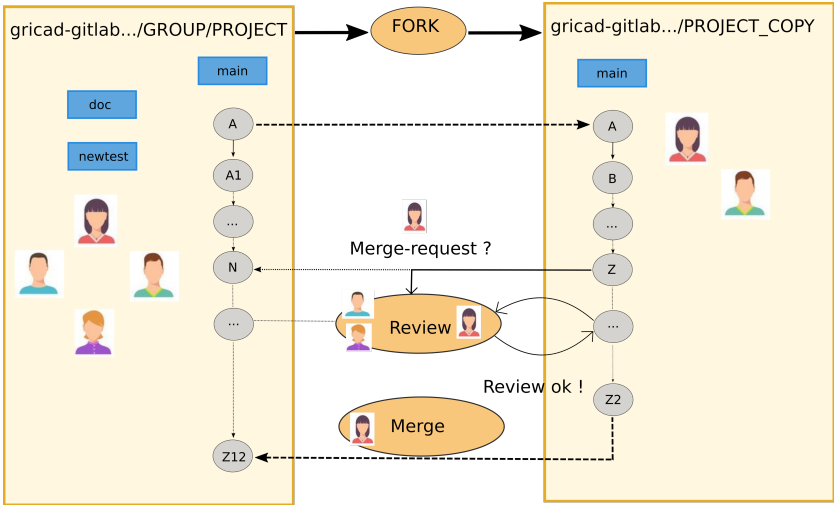 gricad-gitlab.../GROUP/PROJECT
FORK
gricad-gitlab.../PROJECT_COPY
main
main
doc
newtest
A
A
A1
B
...
...
Merge-request ?
N
Z
...
Review
...
Review ok !
Z2
Merge
Z12